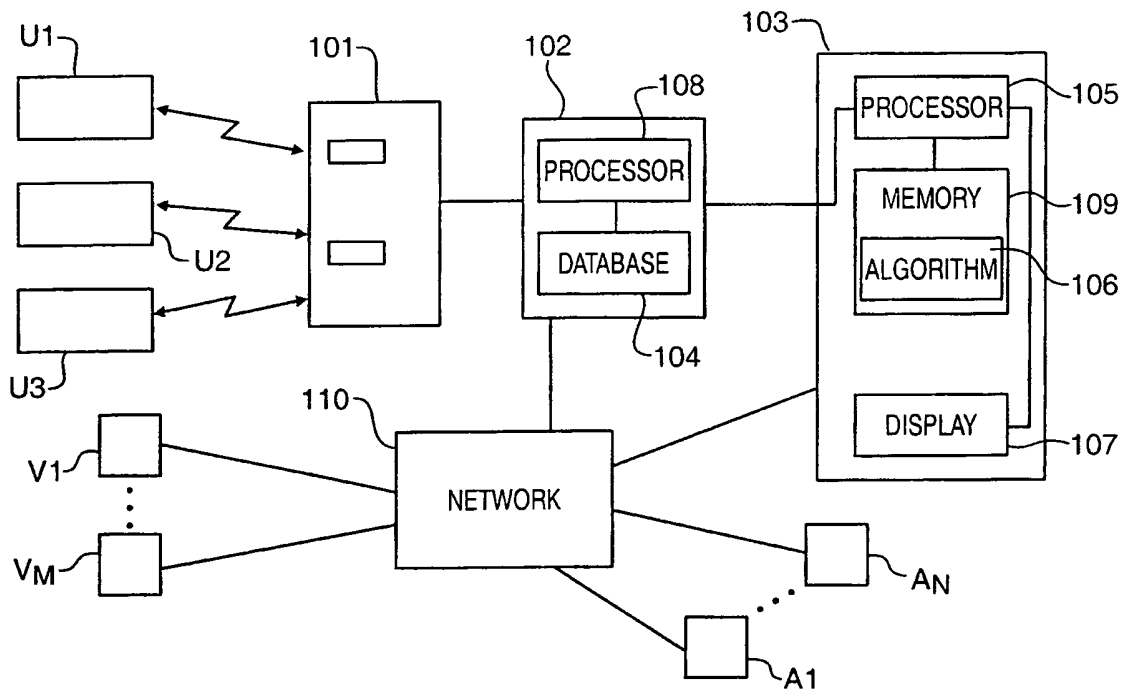 U1
101
102
103
108
PROCESSOR
105
PROCESSOR
MEMORY
109
U2
DATABASE
ALGORITHM
106
104
U3
110
DISPLAY
107
V1
NETWORK
VM
AN
A1